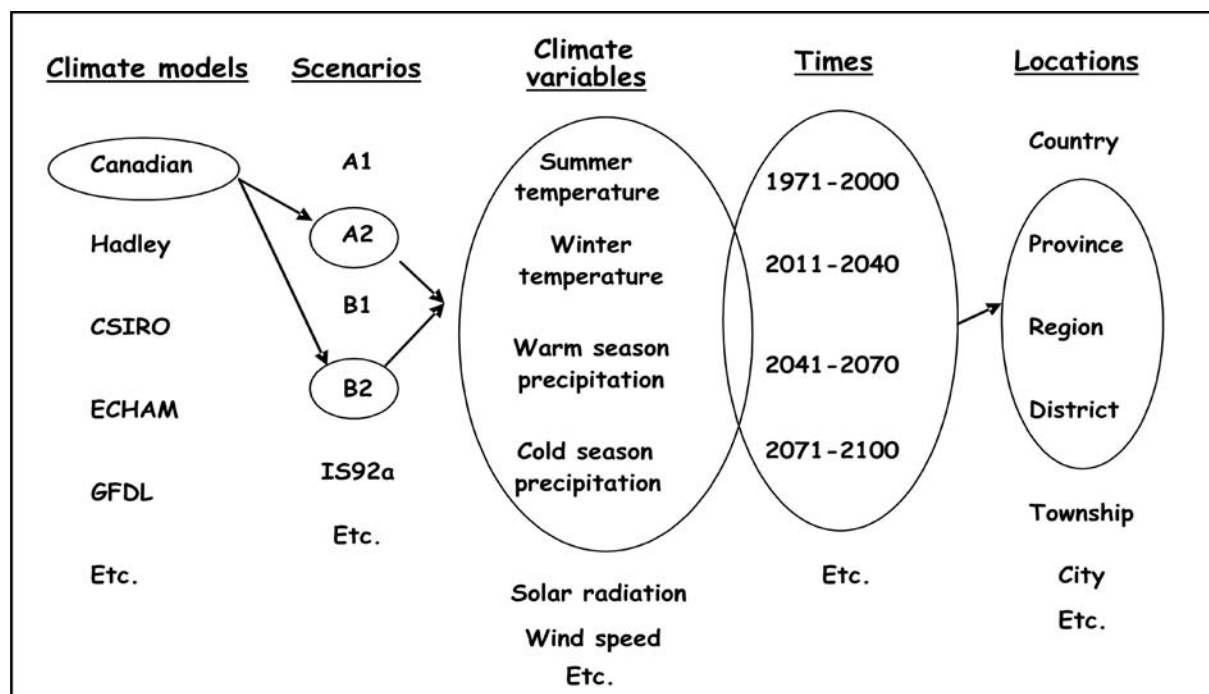 Climate models
Scenarios
Climate
variables
Times
Locations
Canadian
Hadley
CSIRO
ECHAM
GFDL
Etc.
A1
A2
B1
B2
IS92a
Etc.
Summer
temperature
Winter
temperature
Warm season
precipitation
Cold season
precipitation
Solar radiation
Wind speed
Etc.
1971-2000
2011-2040
2041-2070
2071-2100
Etc.
Country
Province
Region
District
Township
City
Etc.